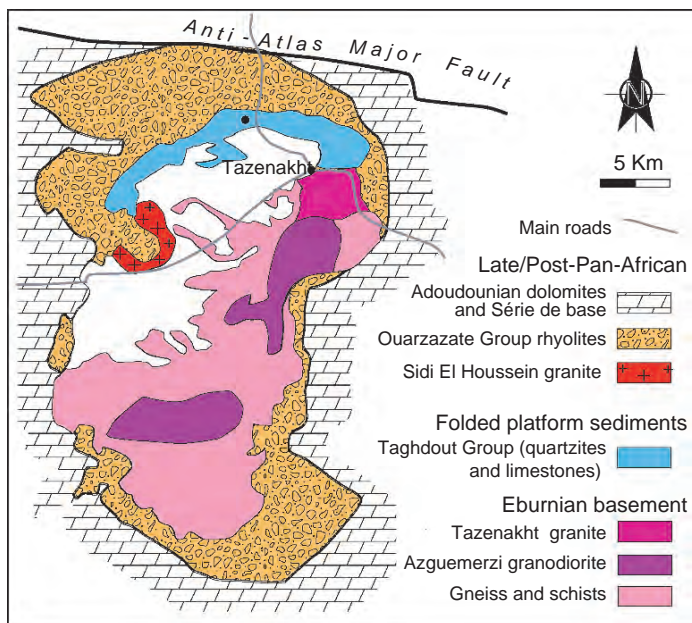 Anti-Atlas Major Fault
N
5 Km
Tazenakht
Main roads
Late/Post-Pan-African
Adoudounian dolomites
and Série de base
Ouarzazate Group rhyolites
Sidi El Houssein granite
Folded platform sediments
Taghdout Group (quartzites
and limestones)
Eburnian basement
Tazenakht granite
Azguemerzi granodiorite
Gneiss and schists